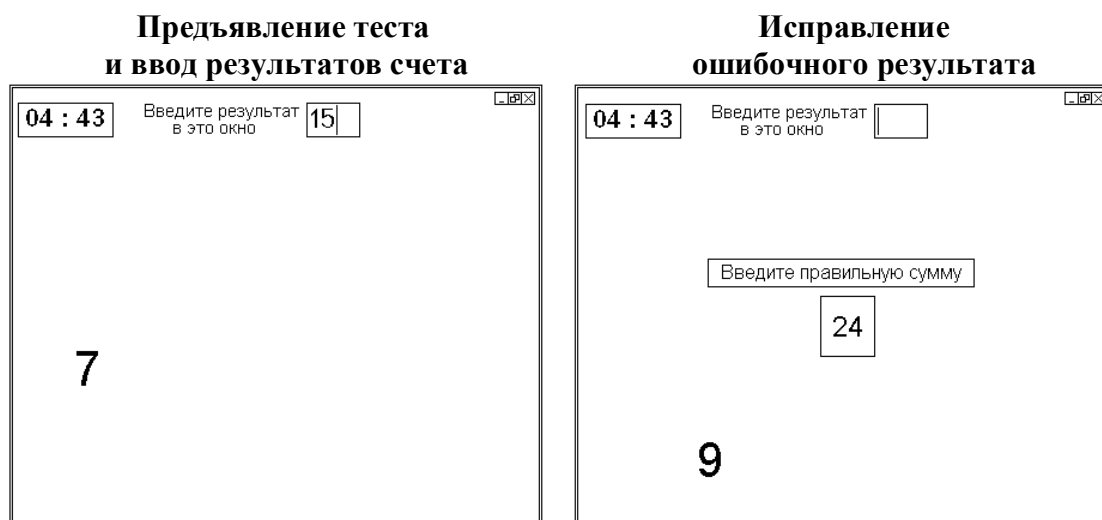 Предъявление теста
и ввод результатов счета
04 : 43
Введите результат
в это окно
15
7
Исправление
ошибочного результата
04 : 43
Введите результат
в это окно
Введите правильную сумму
24
9